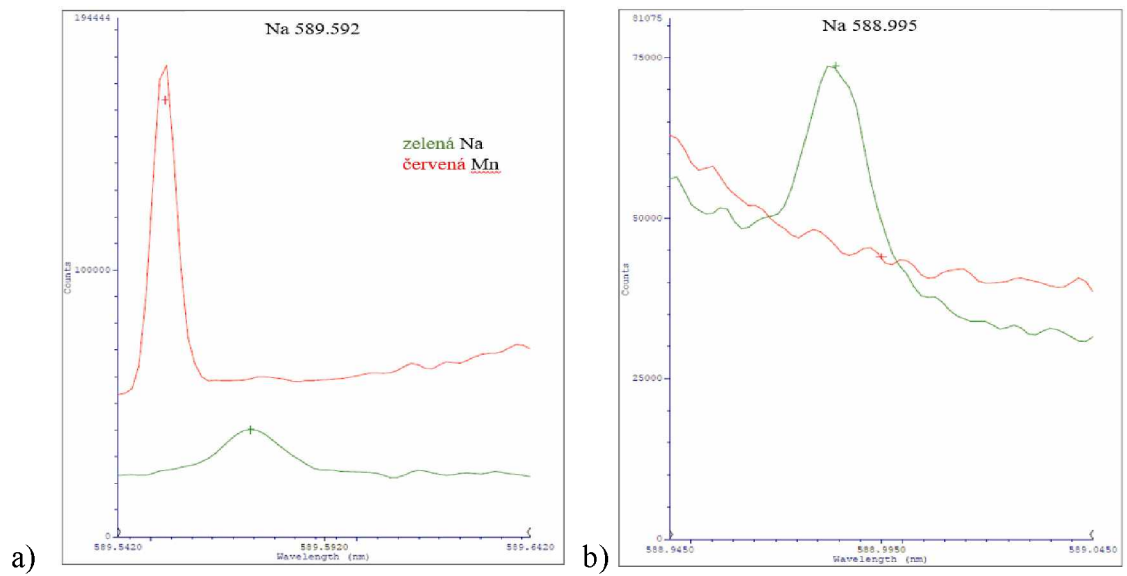 194444
Na 589.592
zelená Na
červená Mn
100000
Counts
0
589.5420
589.5920
589.6420
Wavelength (nm)
a)
81075
Na 588.995
75000
50000
Counts
25000
0
588.9450
588.9950
589.0450
Wavelength (nm)
b)